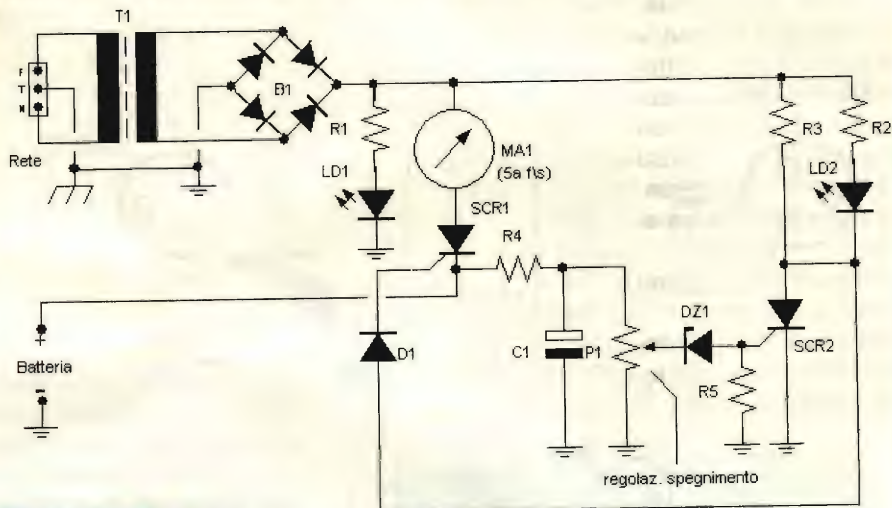 T1
F
T
N
Rete
B1
R1
LD1
MA1
(5a f\s)
SCR1
R4
R3
R2
LD2
+
Batteria
-
D1
C1
P1
DZ1
R5
SCR2
regolaz. spegnimento